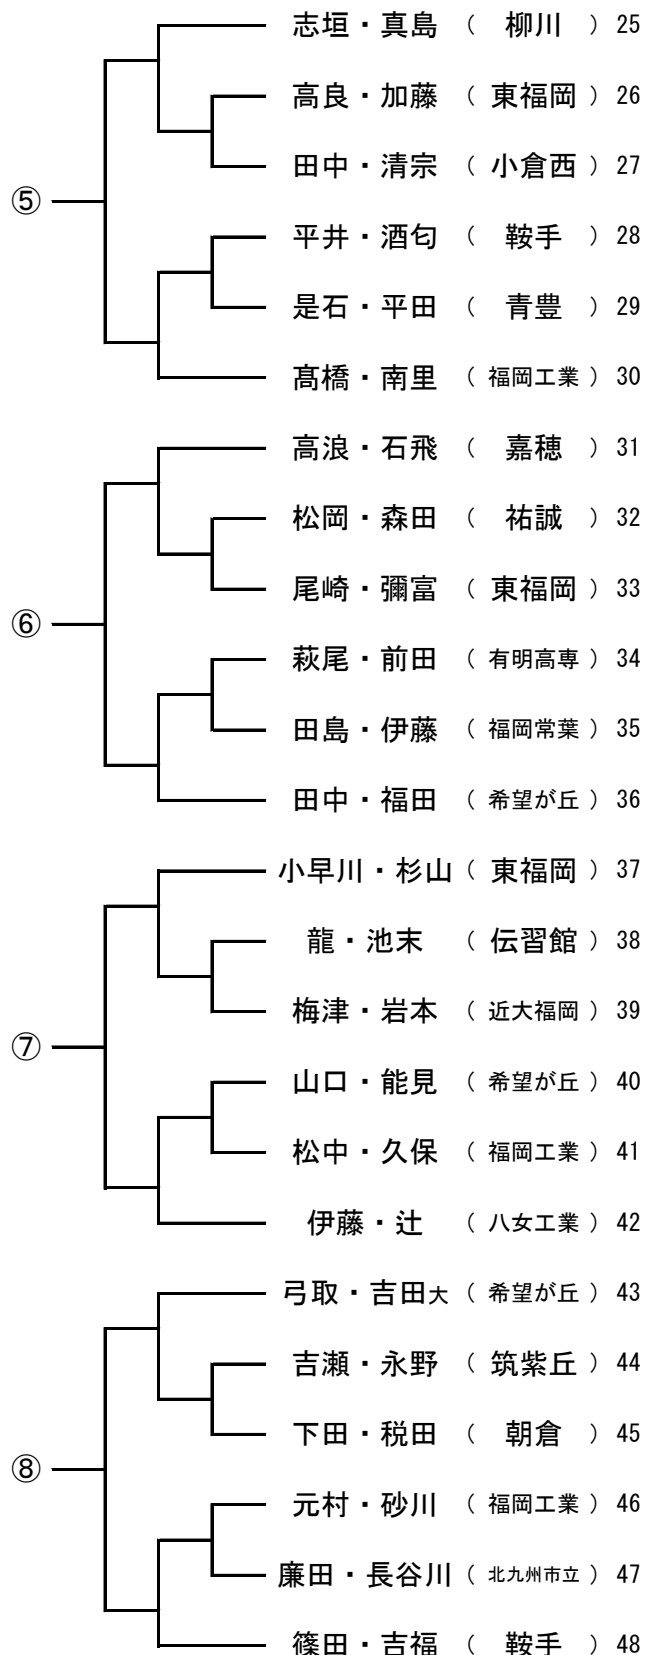 志垣・真島 （ 柳川 ） 25
高良・加藤 （ 東福岡 ） 26
田中・清宗 （ 小倉西 ） 27
⑤
平井・酒匂 （ 鞍手 ） 28
是石・平田 （ 青豊 ） 29
髙橋・南里 （ 福岡工業 ） 30
高浪・石飛 （ 嘉穂 ） 31
松岡・森田 （ 祐誠 ） 32
尾崎・彌富 （ 東福岡 ） 33
⑥
萩尾・前田 （ 有明高専 ） 34
田島・伊藤 （ 福岡常葉 ） 35
田中・福田 （ 希望が丘 ） 36
小早川・杉山 （ 東福岡 ） 37
龍・池末 （ 伝習館 ） 38
梅津・岩本 （ 近大福岡 ） 39
⑦
山口・能見 （ 希望が丘 ） 40
松中・久保 （ 福岡工業 ） 41
伊藤・辻 （ 八女工業 ） 42
弓取・吉田大 （ 希望が丘 ） 43
吉瀬・永野 （ 筑紫丘 ） 44
下田・税田 （ 朝倉 ） 45
⑧
元村・砂川 （ 福岡工業 ） 46
廉田・長谷川 （ 北九州市立 ） 47
篠田・吉福 （ 鞍手 ） 48